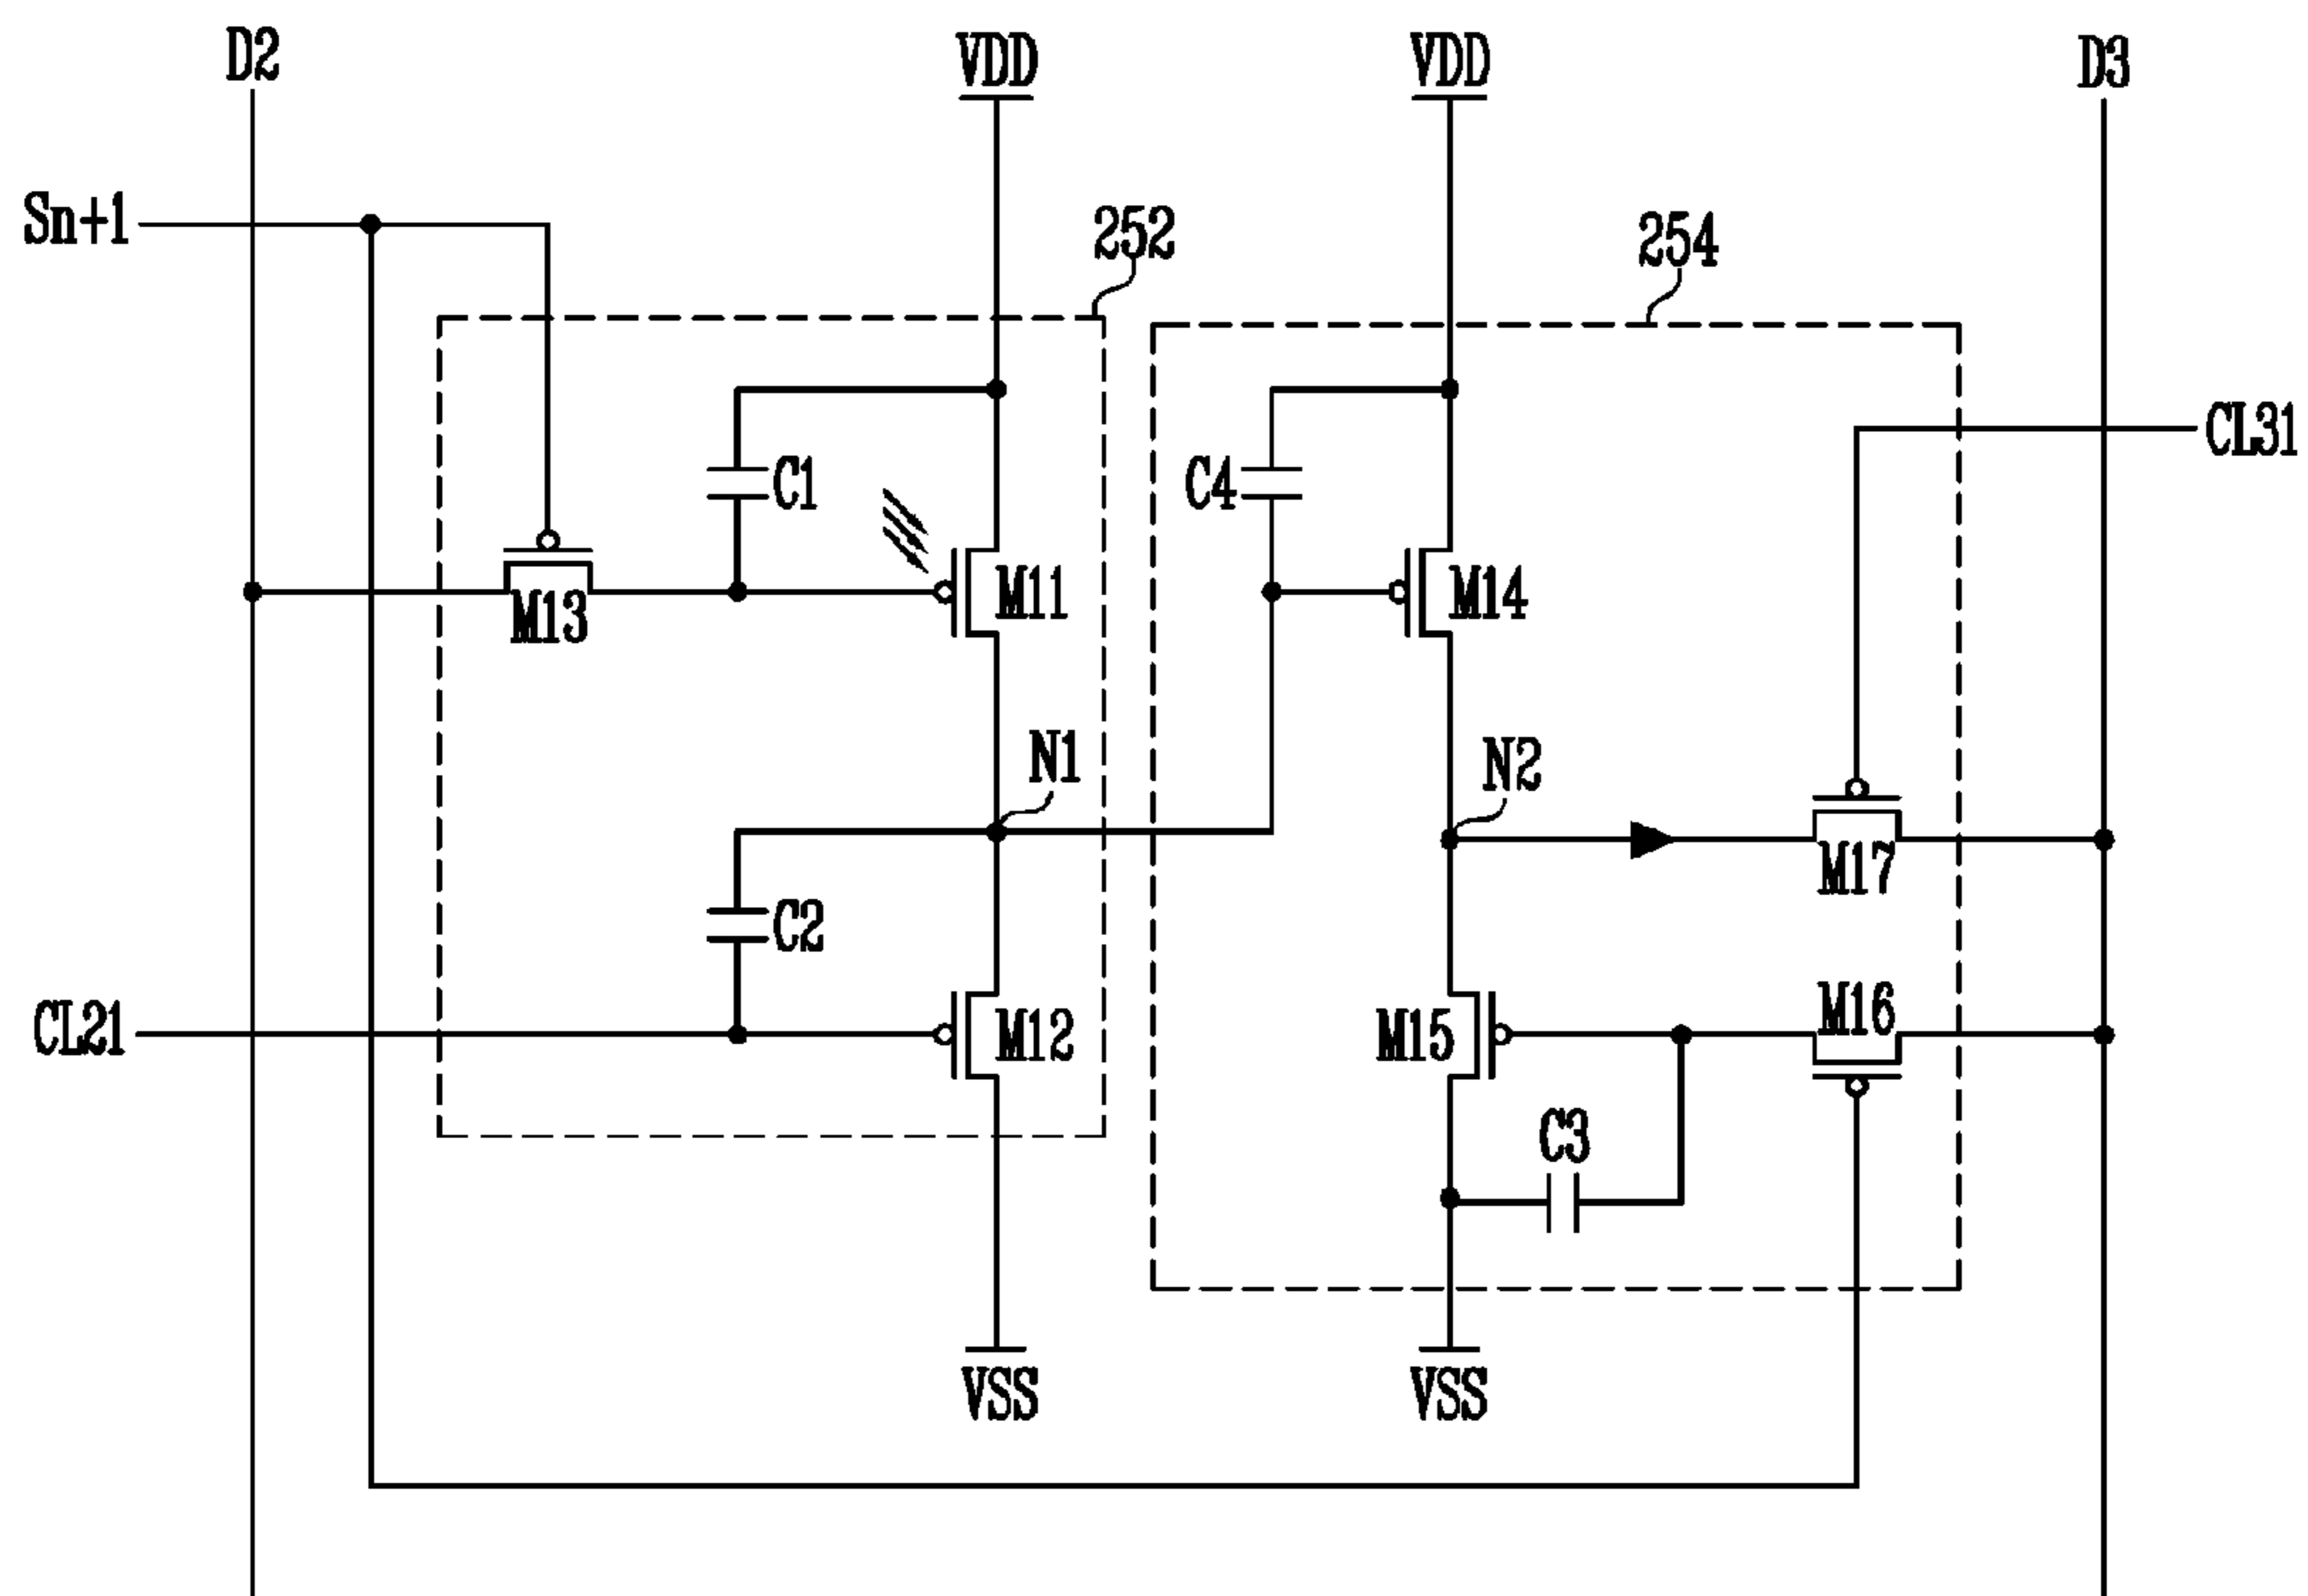 D2
VDD
VDD
D3
Sn+1
252
254
CL31
C1
C4
M13
M11
M14
N1
N2
M17
C2
CL21
M12
M15
M16
C3
VSS
VSS